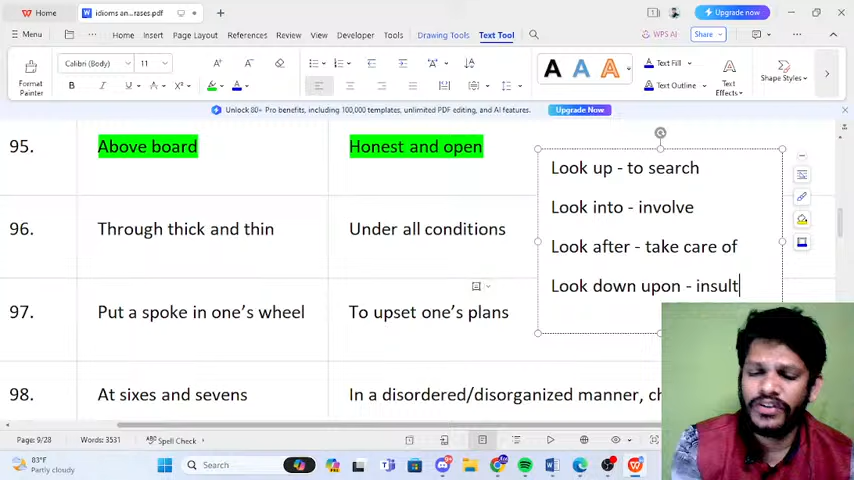 Home
idioms an...rases.pdf
Upgrade now
Menu
Home Insert Page Layout References Review View Developer Tools Drawing Tools Text Tool
WPS AI
Share
Format Painter
Calibri (Body) 11
Text Fill
Text Outline
Text Effects
Shape Styles
Unlock 80+ Pro benefits, including 100,000 templates, unlimited PDF editing, and AI features. Upgrade Now
95. Above board Honest and open
96. Through thick and thin Under all conditions
97. Put a spoke in one's wheel To upset one's plans
98. At sixes and sevens In a disordered/disorganized manner, ch
Look up - to search
Look into - involve
Look after - take care of
Look down upon - insult
Page: 9/28 Words: 3531 Spell Check
83°F
Partly cloudy
Search